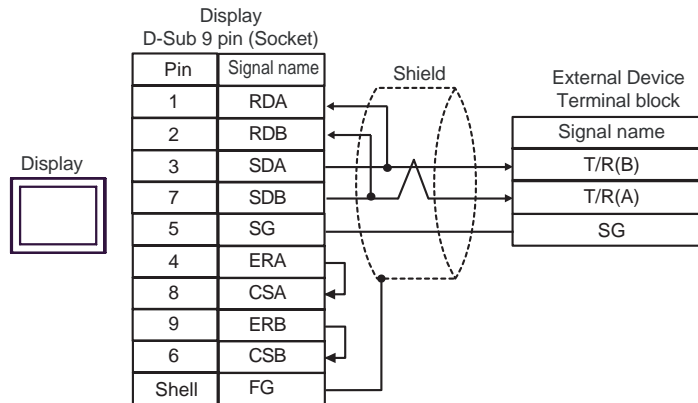 Display
D-Sub 9 pin (Socket)
Pin Signal name
1 RDA
2 RDB
3 SDA
7 SDB
5 SG
4 ERA
8 CSA
9 ERB
6 CSB
Shell FG
Display
Shield
External Device
Terminal block
Signal name
T/R(B)
T/R(A)
SG